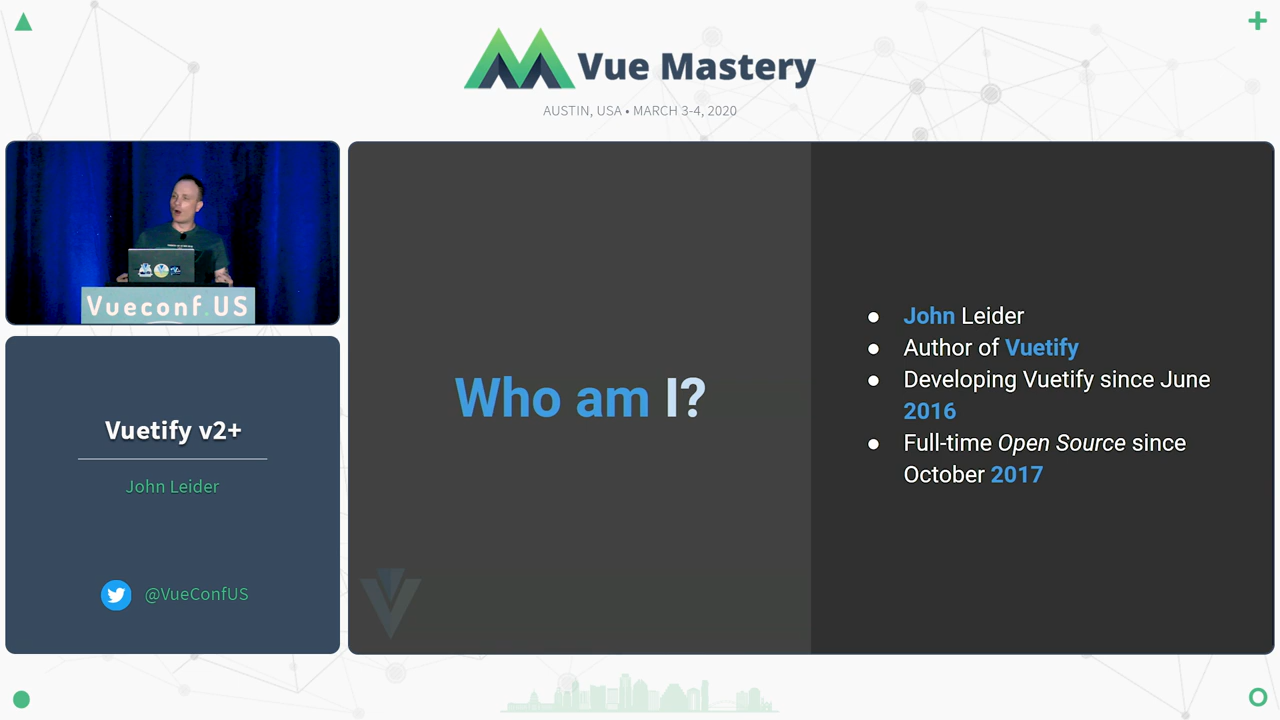 Vue Mastery
AUSTIN, USA • MARCH 3-4, 2020
Vueconf.US
Vuetify v2+
John Leider
@VueConfUS
Who am I?
● John Leider
● Author of Vuetify
● Developing Vuetify since June
2016
● Full-time Open Source since
October 2017